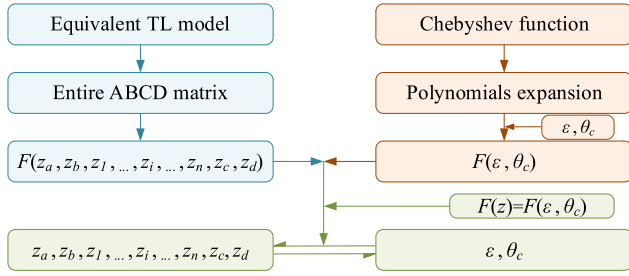 Equivalent TL model
Chebyshev function
Entire ABCD matrix
Polynomials expansion
ε,θc
F(za,zb,z1,...,zi,...,zn,zc,zd)
F(ε,θc)
F(z)=F(ε,θc)
za,zb,z1,...,zi,...,zn,zc,zd
ε,θc